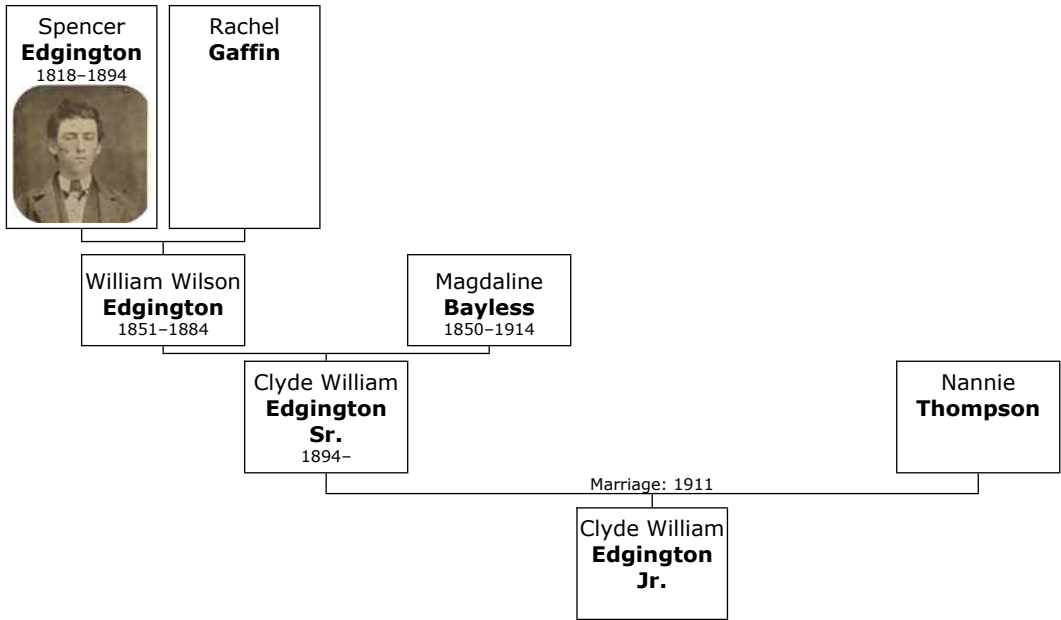 Spencer
Edgington
1818–1894
Rachel
Gaffin
William Wilson
Edgington
1851–1884
Magdaline
Bayless
1850–1914
Clyde William
Edgington
Sr.
1894–
Nannie
Thompson
Marriage: 1911
Clyde William
Edgington
Jr.